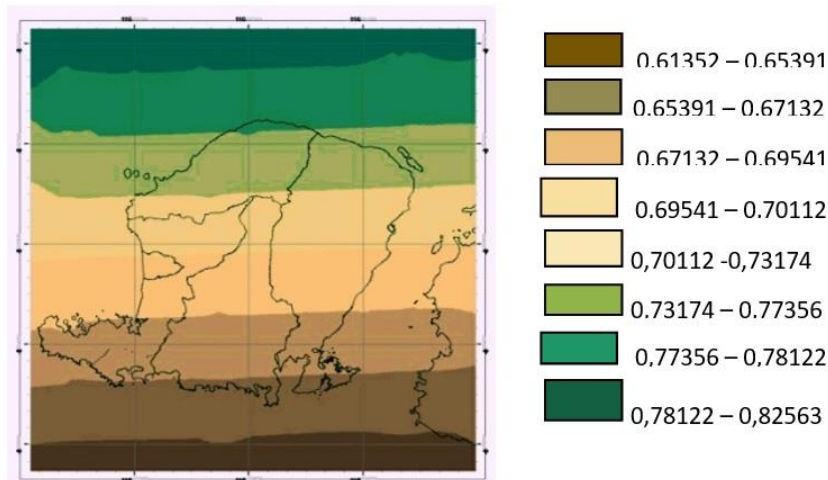 0.61352 – 0.65391
0.65391 – 0.67132
0.67132 – 0.69541
0.69541 – 0.70112
0,70112 -0,73174
0.73174 – 0.77356
0,77356 – 0,78122
0,78122 – 0,82563